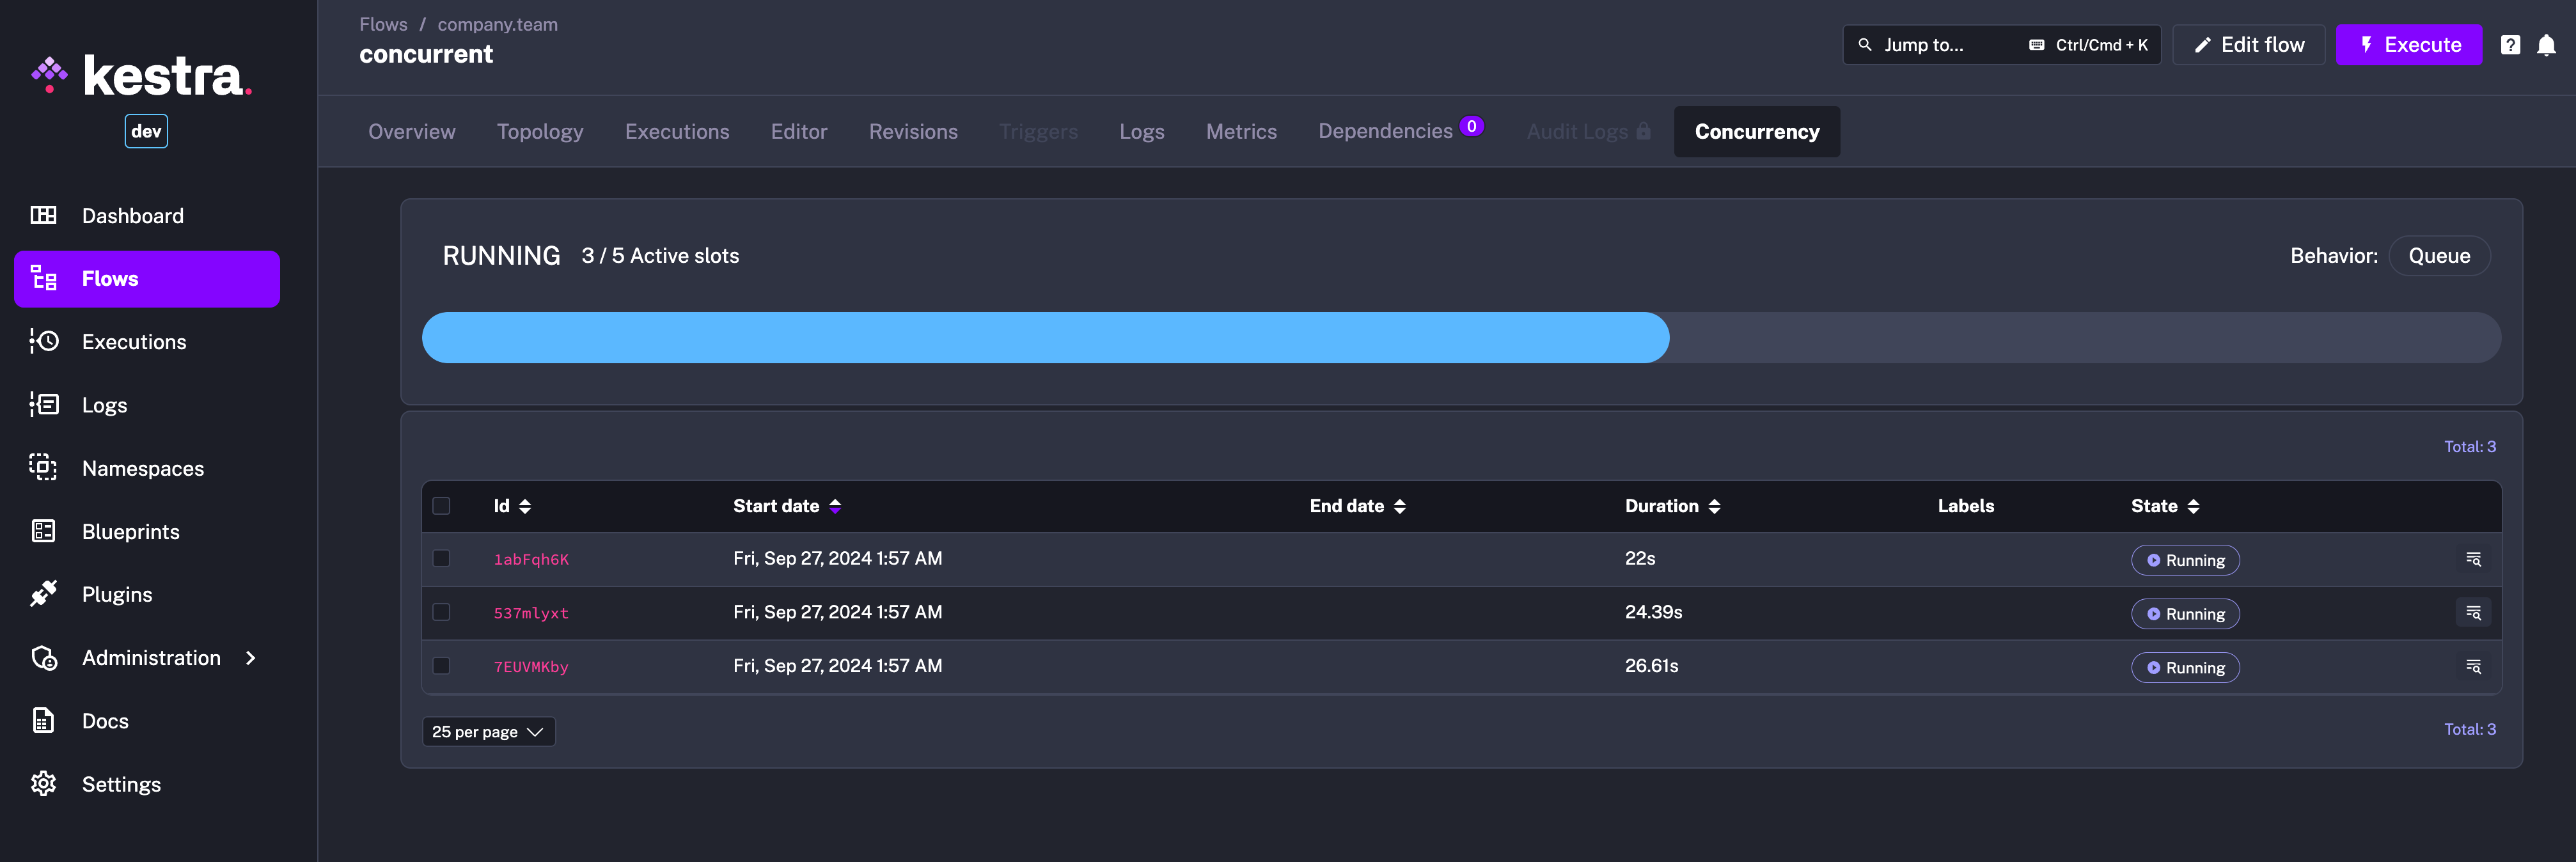 kestra.
dev
Dashboard
Flows
Executions
Logs
Namespaces
Blueprints
Plugins
Administration
Docs
Settings
Flows / company.team
concurrent
Jump to... Ctrl/Cmd + K
Edit flow
Execute
?
Overview Topology Executions Editor Revisions Triggers Logs Metrics Dependencies 0 Audit Logs Concurrency
RUNNING 3 / 5 Active slots
Behavior: Queue
Total: 3
Id Start date End date Duration Labels State
1abFqh6K Fri, Sep 27, 2024 1:57 AM 22s Running
537mlyxt Fri, Sep 27, 2024 1:57 AM 24.39s Running
7EUVMKby Fri, Sep 27, 2024 1:57 AM 26.61s Running
25 per page
Total: 3